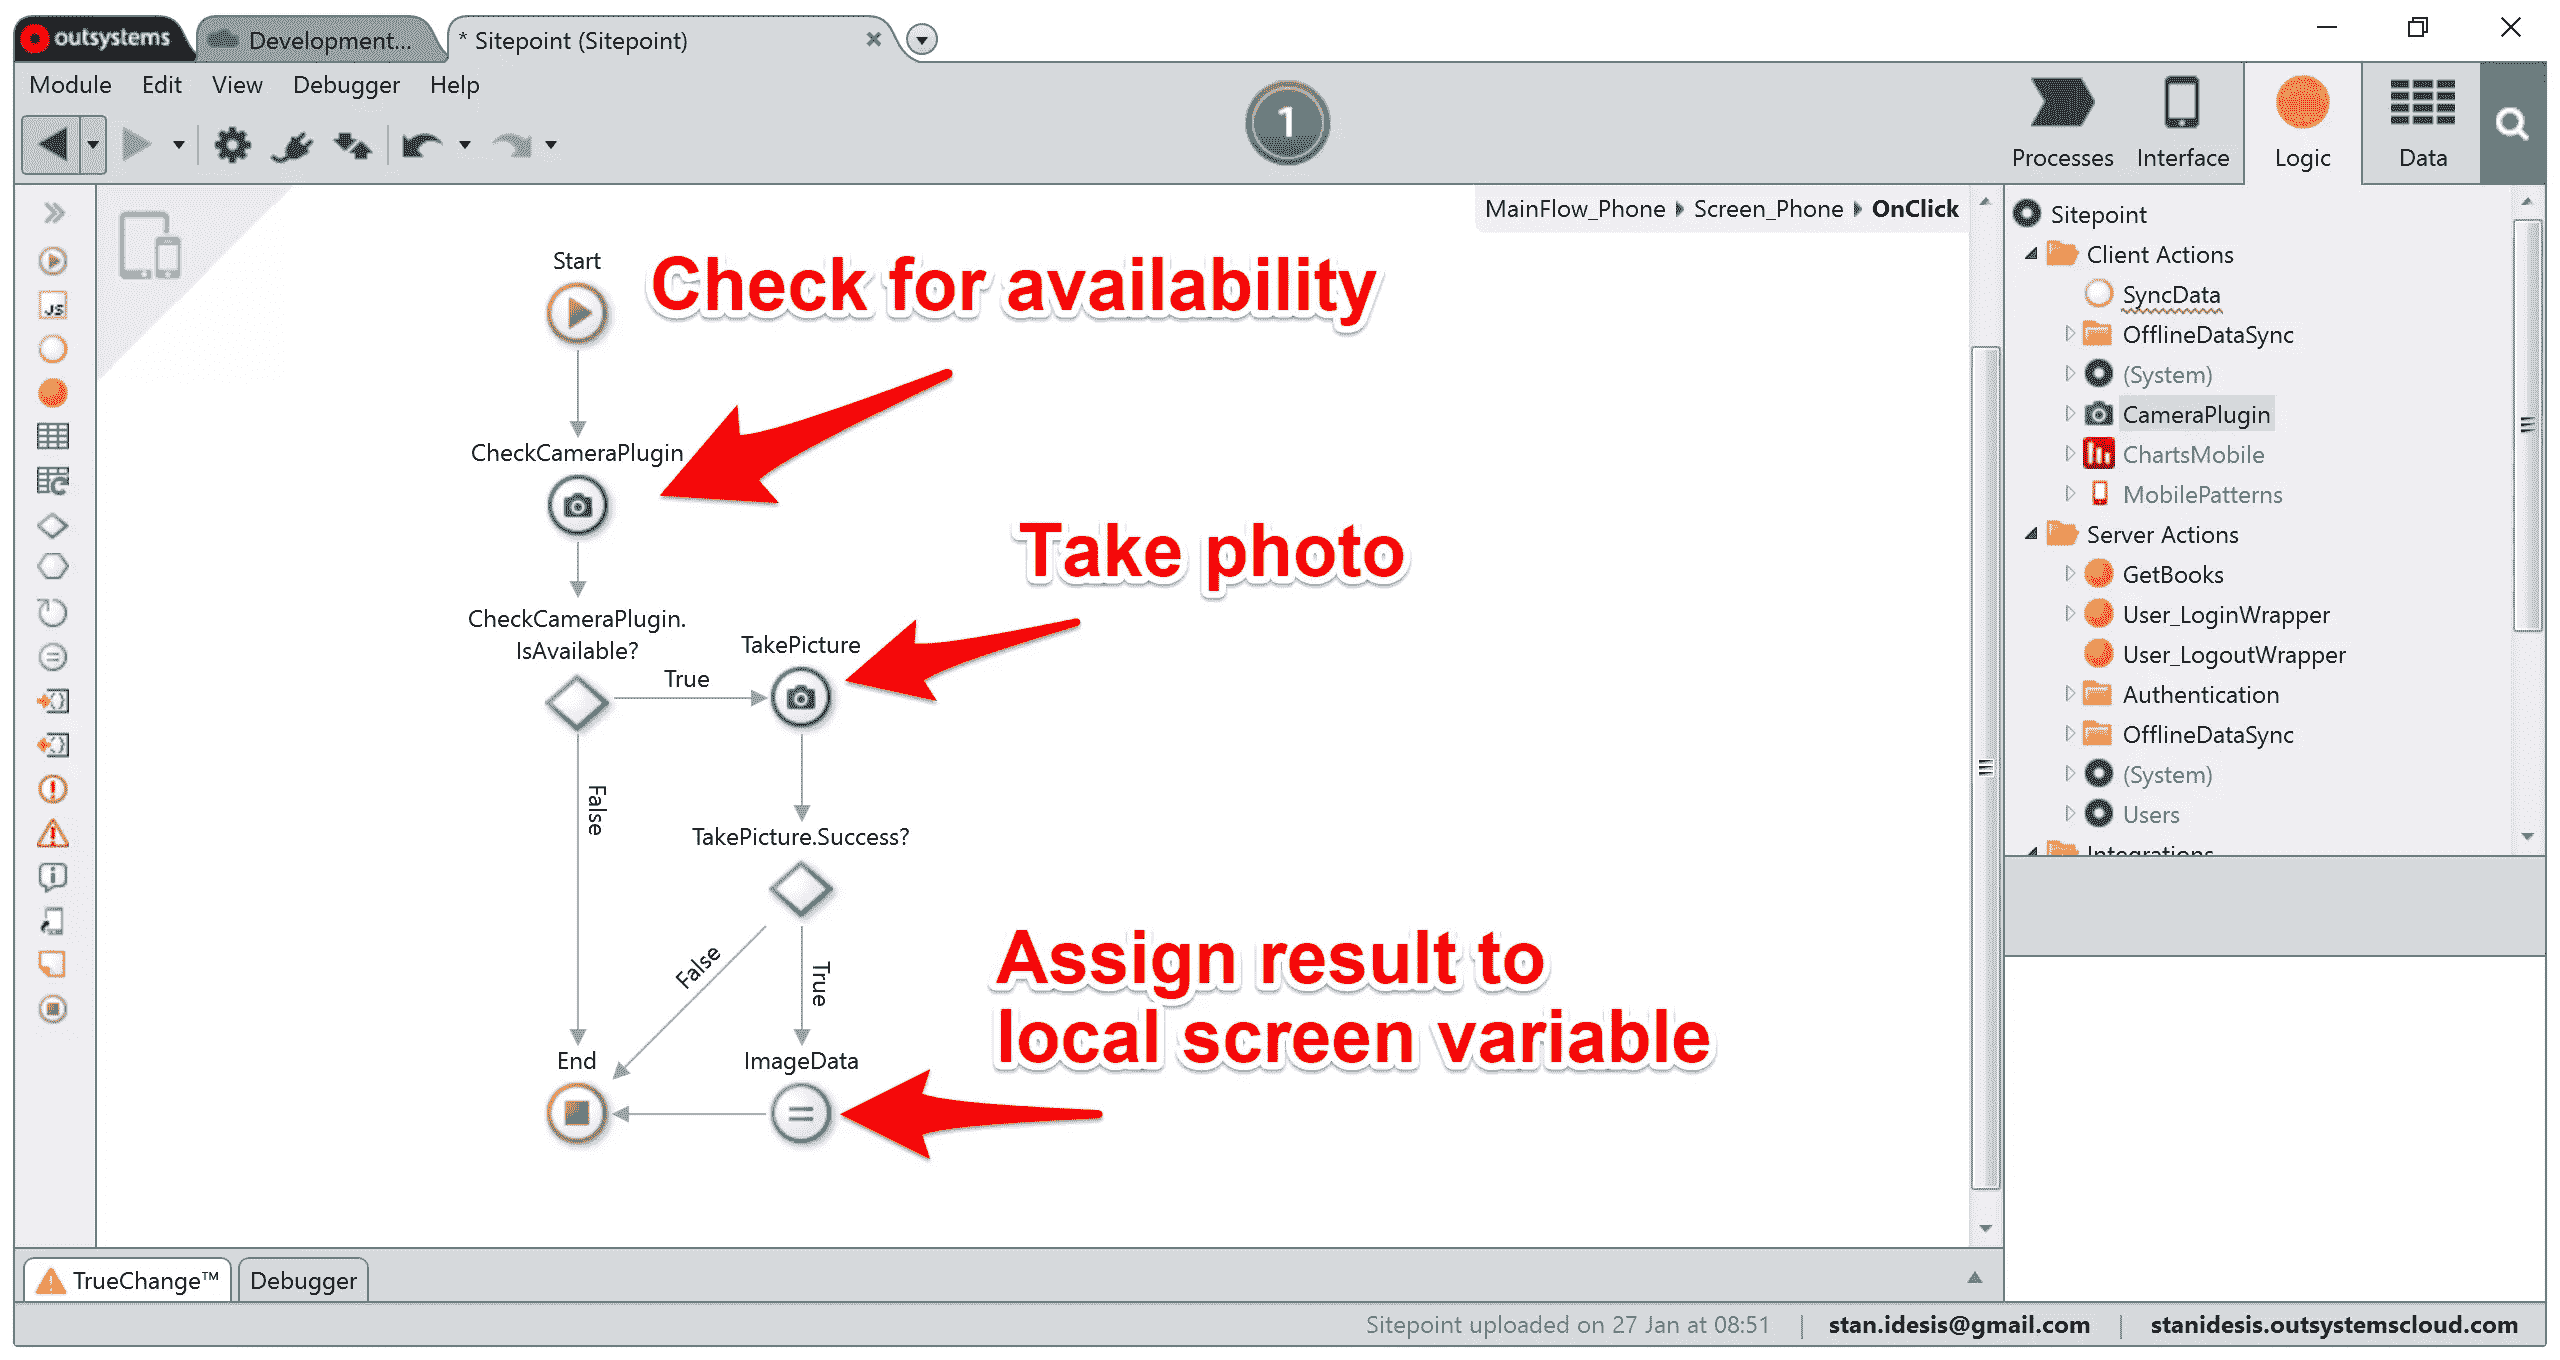 outsystems
Development...
* Sitepoint (Sitepoint)
Module Edit View Debugger Help
1
Processes
Interface
Logic
Data
MainFlow_Phone Screen_Phone OnClick
JS
Start
Check for availability
CheckCameraPlugin
Take photo
CheckCameraPlugin.
IsAvailable?
True
TakePicture
False
TakePicture.Success?
False
True
Assign result to
local screen variable
End
ImageData
Sitepoint
Client Actions
SyncData
OfflineDataSync
(System)
CameraPlugin
ChartsMobile
MobilePatterns
Server Actions
GetBooks
User_LoginWrapper
User_LogoutWrapper
Authentication
OfflineDataSync
(System)
Users
Integrations
TrueChange™
Debugger
Sitepoint uploaded on 27 Jan at 08:51 | stan.idesis@gmail.com | stanidesis.outsystemscloud.com